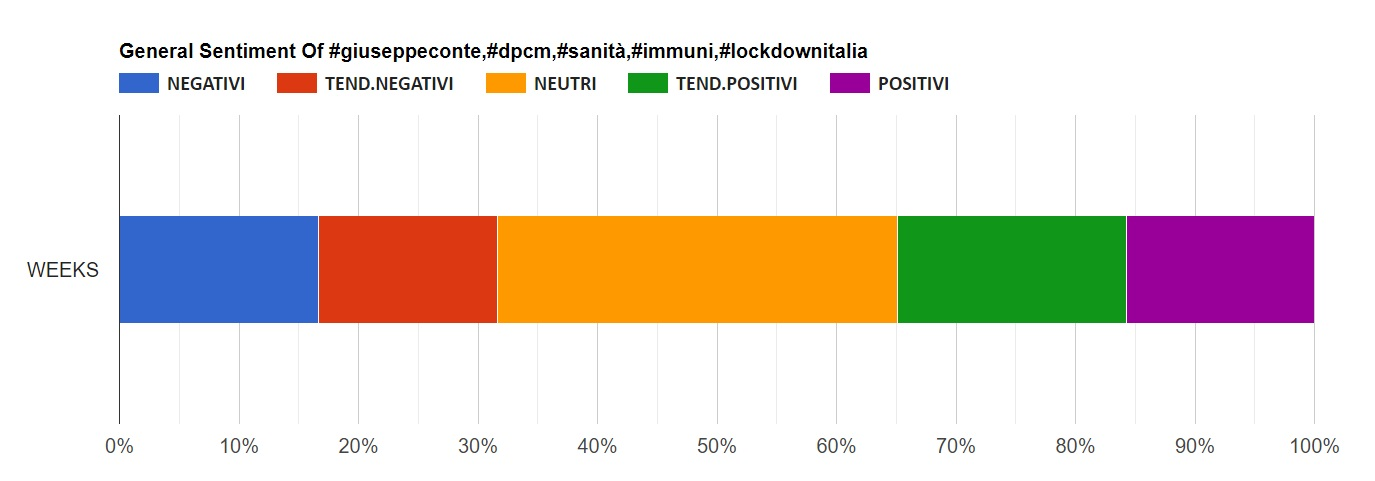 General Sentiment Of #giuseppeconte,#dpcm,#sanità,#immuni,#lockdownitalia
NEGATIVI TEND.NEGATIVI NEUTRI TEND.POSITIVI POSITIVI
WEEKS
0% 10% 20% 30% 40% 50% 60% 70% 80% 90% 100%